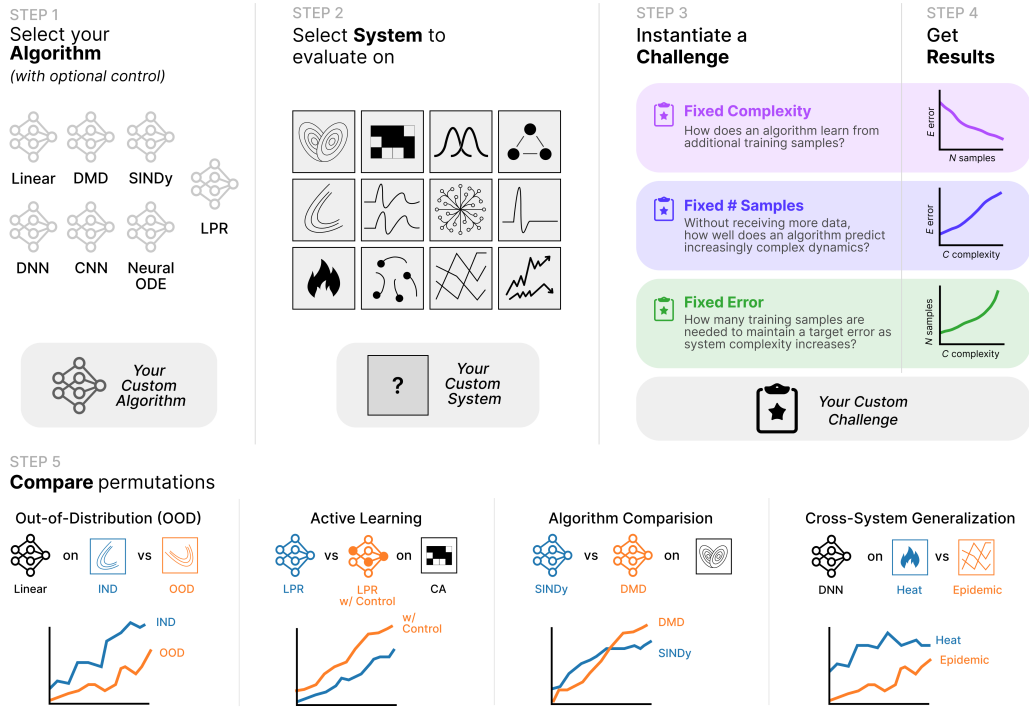 STEP 1
Select your
Algorithm
(with optional control)
Linear
DMD
SINDy
LPR
DNN
CNN
Neural
ODE
Your
Custom
Algorithm
STEP 2
Select System to
evaluate on
?
Your
Custom
System
STEP 3
Instantiate a
Challenge
STEP 4
Get
Results
Fixed Complexity
How does an algorithm learn from
additional training samples?
E error
N samples
Fixed # Samples
Without receiving more data,
how well does an algorithm predict
increasingly complex dynamics?
E error
C complexity
Fixed Error
How many training samples are
needed to maintain a target error as
system complexity increases?
N samples
C complexity
Your Custom
Challenge
STEP 5
Compare permutations
Out-of-Distribution (OOD)
on
vs
Linear
IND
OOD
IND
OOD
Active Learning
vs
on
LPR
LPR
w/ Control
CA
w/
Control
Algorithm Comparision
vs
on
SINDy
DMD
DMD
SINDy
Cross-System Generalization
on
vs
DNN
Heat
Epidemic
Heat
Epidemic